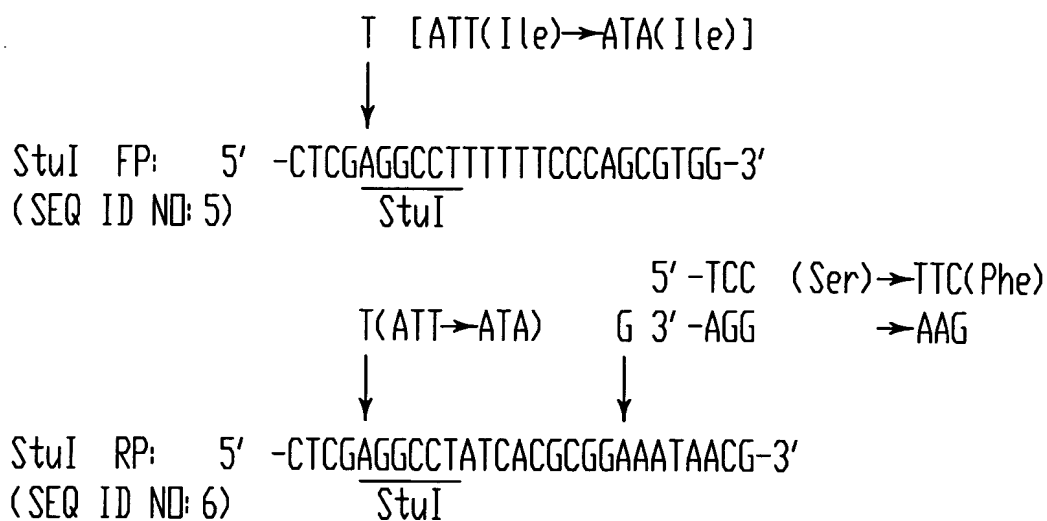 T [ATT(Ile)→ATA(Ile)]
StuI FP: 5' -CTCGAGGCCTTTTTTCCCAGCGTGG-3'
(SEQ ID NO: 5) StuI
5' -TCC (Ser)→TTC(Phe)
T(ATT→ATA) G 3' -AGG →AAG
StuI RP: 5' -CTCGAGGCCTATCACGCGGAAATAACG-3'
(SEQ ID NO: 6) StuI